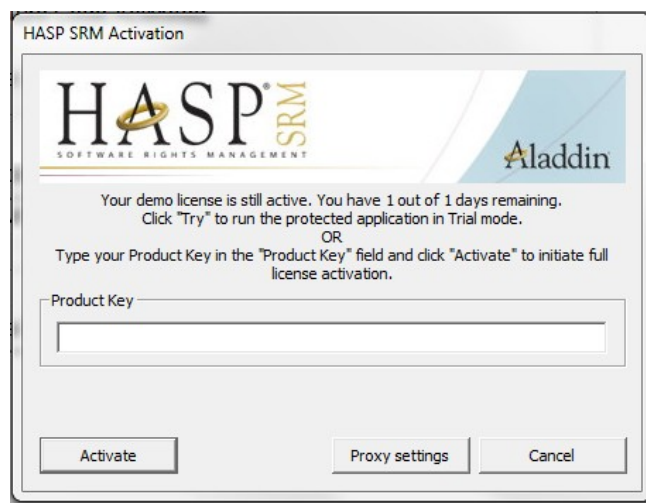 HASP SRM Activation
HASP® SRM
SOFTWARE RIGHTS MANAGEMENT
Aladdin
Your demo license is still active. You have 1 out of 1 days remaining.
Click "Try" to run the protected application in Trial mode.
OR
Type your Product Key in the "Product Key" field and click "Activate" to initiate full
license activation.
Product Key
Activate
Proxy settings
Cancel